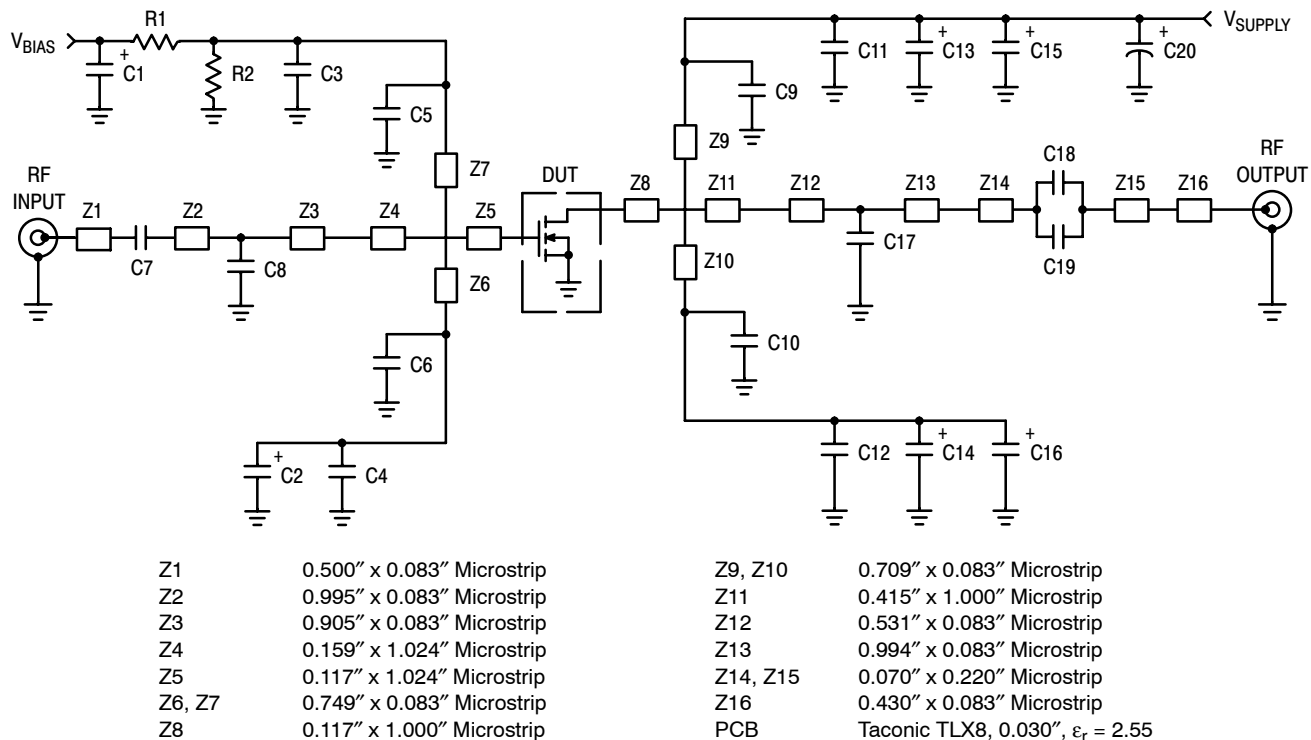 V_BIAS
R1
+
C1
R2
C3
C5
Z7
RF
INPUT
Z1
C7
Z2
C8
Z3
Z4
Z5
Z6
C6
+
C2
C4
DUT
Z8
V_SUPPLY
C11
+
C13
+
C15
+
C20
C9
Z9
Z10
C10
Z11
Z12
C17
Z13
Z14
C18
C19
Z15
Z16
RF
OUTPUT
C12
+
C14
+
C16
Z1 0.500″ x 0.083″ Microstrip
Z2 0.995″ x 0.083″ Microstrip
Z3 0.905″ x 0.083″ Microstrip
Z4 0.159″ x 1.024″ Microstrip
Z5 0.117″ x 1.024″ Microstrip
Z6, Z7 0.749″ x 0.083″ Microstrip
Z8 0.117″ x 1.000″ Microstrip
Z9, Z10 0.709″ x 0.083″ Microstrip
Z11 0.415″ x 1.000″ Microstrip
Z12 0.531″ x 0.083″ Microstrip
Z13 0.994″ x 0.083″ Microstrip
Z14, Z15 0.070″ x 0.220″ Microstrip
Z16 0.430″ x 0.083″ Microstrip
PCB Taconic TLX8, 0.030″, εr = 2.55